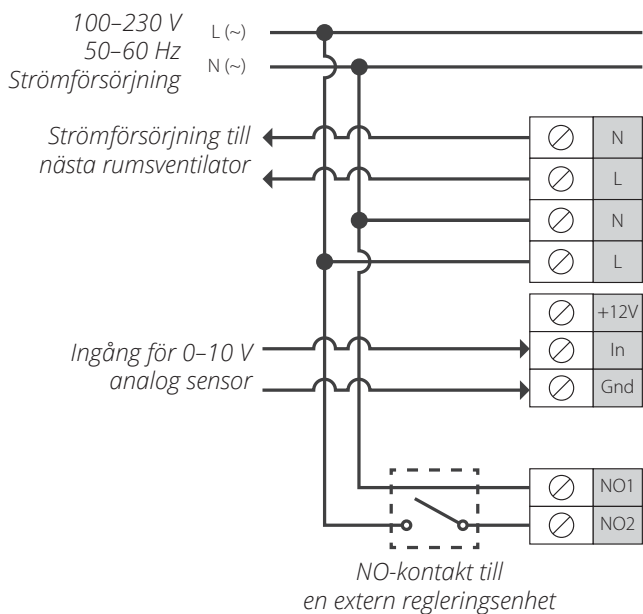 100–230 V
50–60 Hz
Strömförsörjning
L (~)
N (~)
Strömförsörjning till
nästa rumsventilator
N
L
N
L
+12V
In
Gnd
Ingång för 0–10 V
analog sensor
NO1
NO2
NO-kontakt till
en extern regleringsenhet